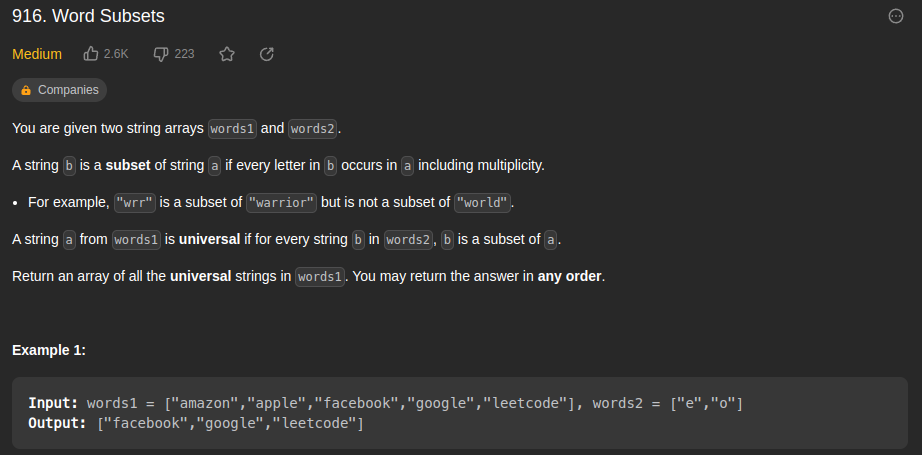 916. Word Subsets
Medium 2.6K 223
Companies
You are given two string arrays words1 and words2.
A string b is a subset of string a if every letter in b occurs in a including multiplicity.
• For example, "wrr" is a subset of "warrior" but is not a subset of "world".
A string a from words1 is universal if for every string b in words2, b is a subset of a.
Return an array of all the universal strings in words1. You may return the answer in any order.
Example 1:
Input: words1 = ["amazon","apple","facebook","google","leetcode"], words2 = ["e","o"]
Output: ["facebook","google","leetcode"]